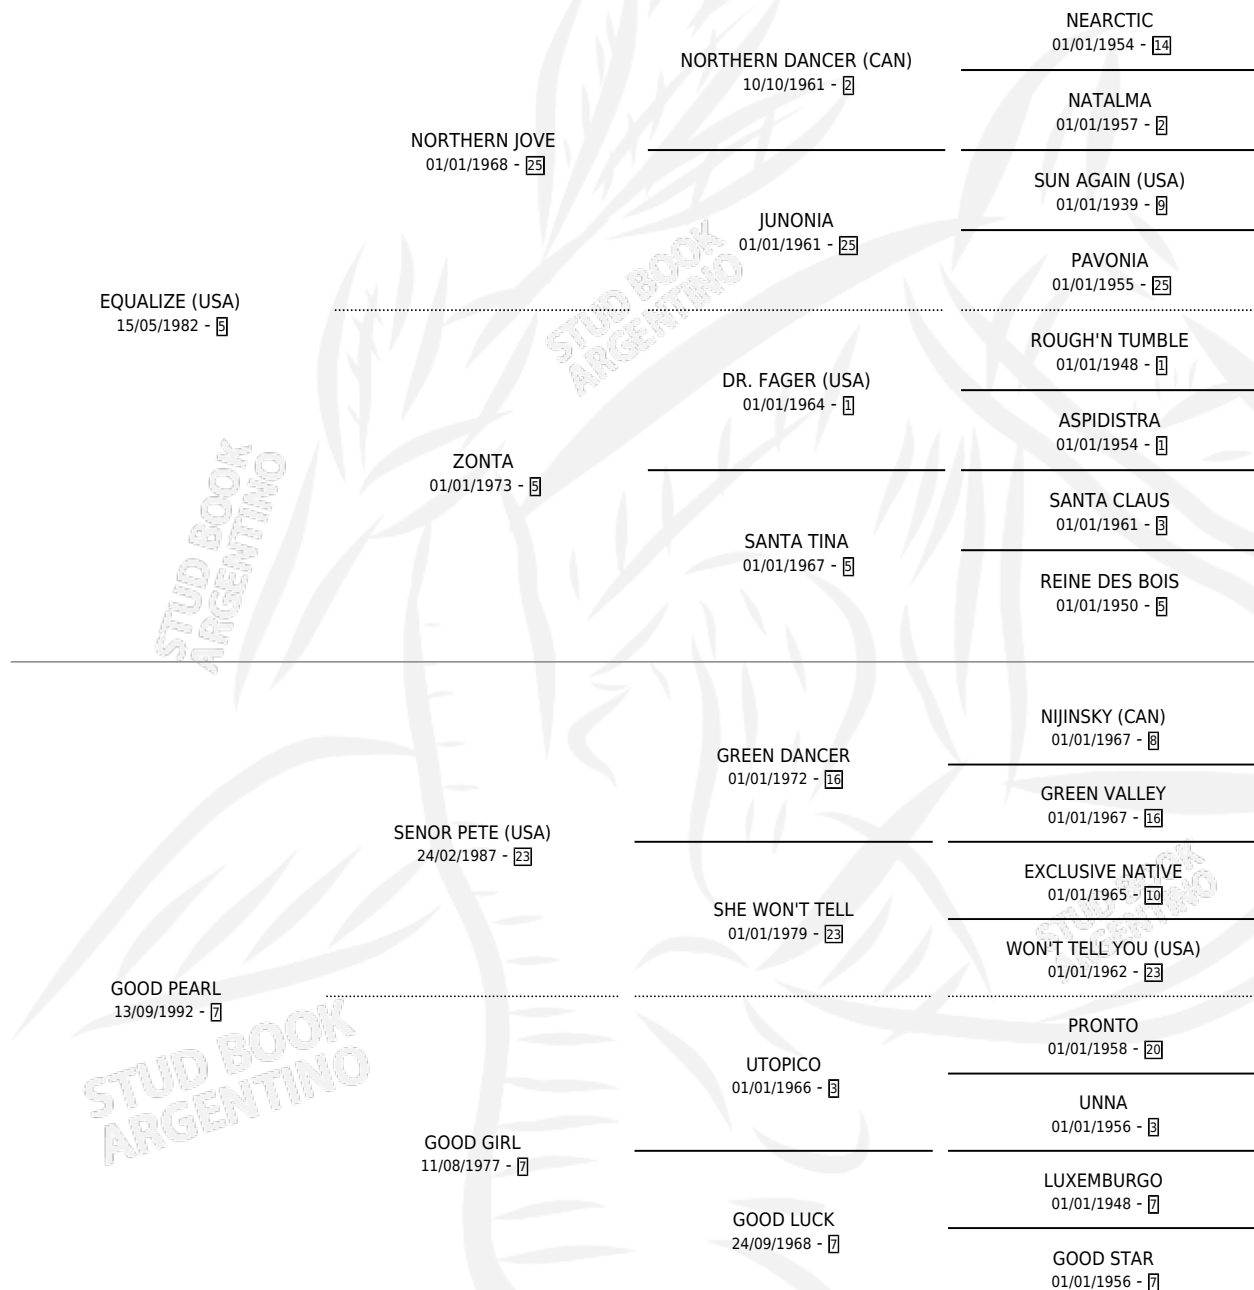 NEARCTIC
01/01/1954 - 14
NORTHERN DANCER (CAN)
10/10/1961 - 2
NATALMA
01/01/1957 - 2
NORTHERN JOVE
01/01/1968 - 25
SUN AGAIN (USA)
01/01/1939 - 9
JUNONIA
01/01/1961 - 25
PAVONIA
01/01/1955 - 25
EQUALIZE (USA)
15/05/1982 - 5
STUD BOOK
ARGENTINO
ROUGH'N TUMBLE
01/01/1948 - 1
DR. FAGER (USA)
01/01/1964 - 1
ASPIDISTRA
01/01/1954 - 1
ZONTA
01/01/1973 - 5
SANTA CLAUS
01/01/1961 - 3
SANTA TINA
01/01/1967 - 5
REINE DES BOIS
01/01/1950 - 5
STUD BOOK
ARGENTINO
NIJINSKY (CAN)
01/01/1967 - 8
GREEN DANCER
01/01/1972 - 16
GREEN VALLEY
01/01/1967 - 16
SENOR PETE (USA)
24/02/1987 - 23
EXCLUSIVE NATIVE
01/01/1965 - 10
STUD BOOK
ARGENTINO
SHE WON'T TELL
01/01/1979 - 23
WON'T TELL YOU (USA)
01/01/1962 - 23
GOOD PEARL
13/09/1992 - 7
STUD BOOK
ARGENTINO
PRONTO
01/01/1958 - 20
UTOPICO
01/01/1966 - 3
UNNA
01/01/1956 - 3
GOOD GIRL
11/08/1977 - 7
LUXEMBURGO
01/01/1948 - 7
GOOD LUCK
24/09/1968 - 7
GOOD STAR
01/01/1956 - 7